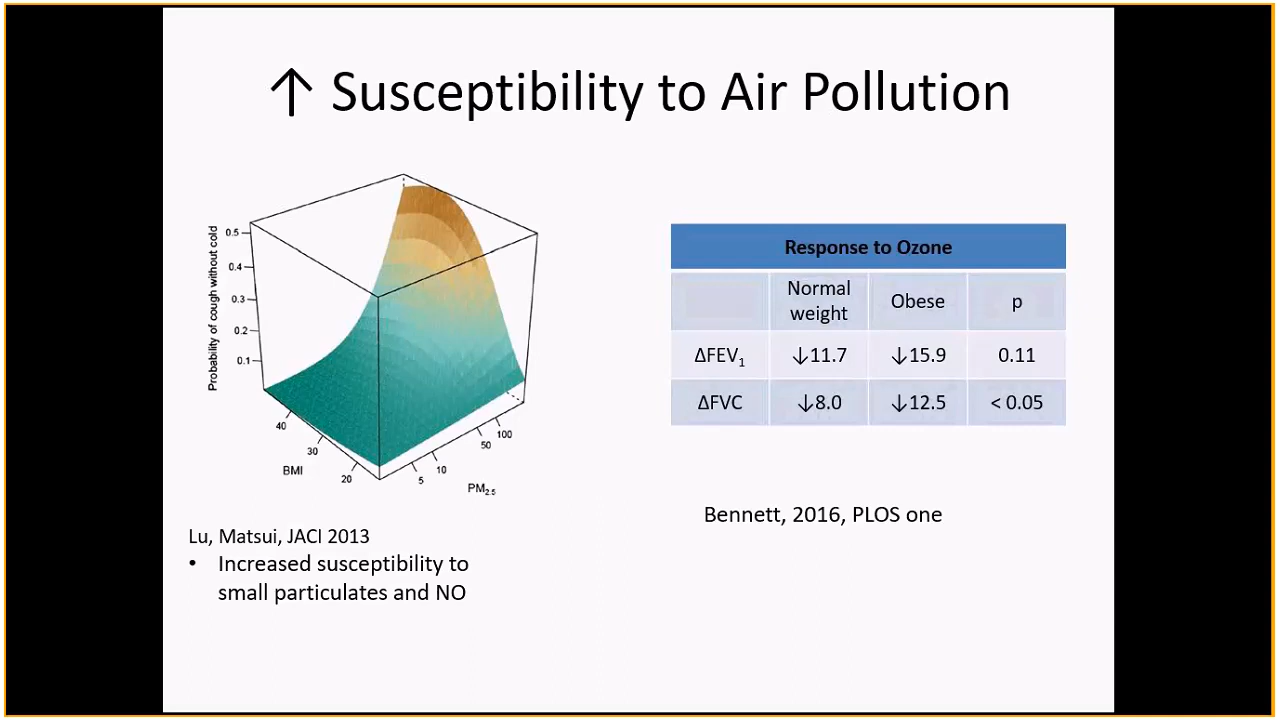 ↑ Susceptibility to Air Pollution
Probability of cough without cold
0.5
0.4
0.3
0.2
0.1
40
30
20
BMI
5
10
50
100
PM2.5
Lu, Matsui, JACI 2013
• Increased susceptibility to
small particulates and NO
Response to Ozone
Normal weight Obese p
ΔFEV1 ↓11.7 ↓15.9 0.11
ΔFVC ↓8.0 ↓12.5 < 0.05
Bennett, 2016, PLOS one